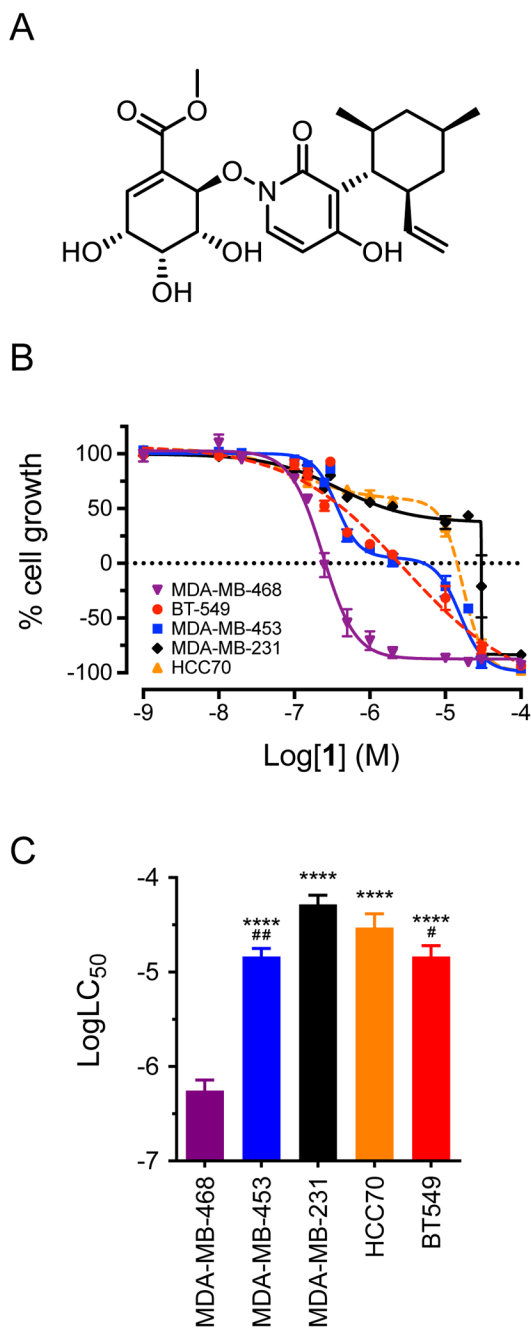 A
O
O
O
N
O
OH
HO
OH
OH
B
% cell growth
100
50
0
-50
-100
MDA-MB-468
BT-549
MDA-MB-453
MDA-MB-231
HCC70
-9 -8 -7 -6 -5 -4
Log[1] (M)
C
LogLC50
-4
-5
-6
-7
****
##
****
****
****
#
MDA-MB-468
MDA-MB-453
MDA-MB-231
HCC70
BT549